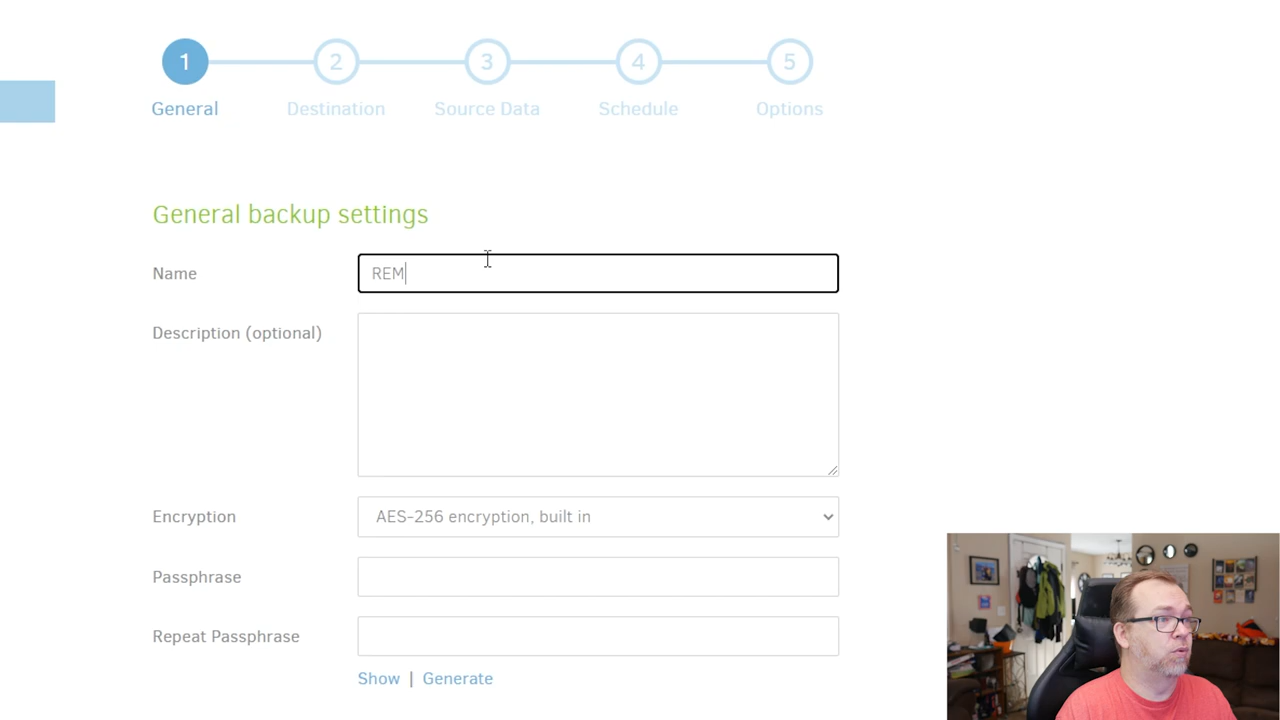 1 2 3 4 5
General Destination Source Data Schedule Options
General backup settings
Name REM
Description (optional)
Encryption AES-256 encryption, built in
Passphrase
Repeat Passphrase
Show | Generate